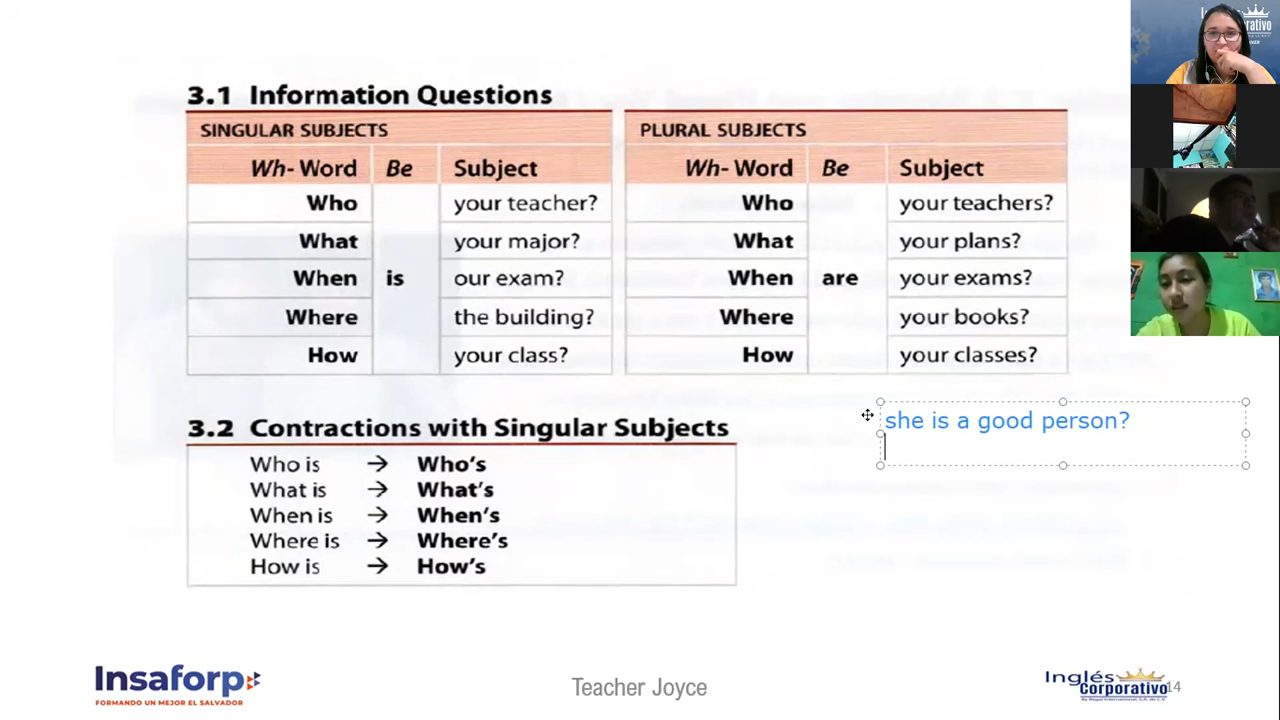 3.1 Information Questions
SINGULAR SUBJECTS
Wh- Word Be Subject
Who your teacher?
What your major?
When is our exam?
Where the building?
How your class?
PLURAL SUBJECTS
Wh- Word Be Subject
Who your teachers?
What your plans?
When are your exams?
Where your books?
How your classes?
she is a good person?
3.2 Contractions with Singular Subjects
Who is → Who's
What is → What's
When is → When's
Where is → Where's
How is → How's
Insaforp
FORMANDO UN MEJOR EL SALVADOR
Teacher Joyce
Inglés
Corporativo
14